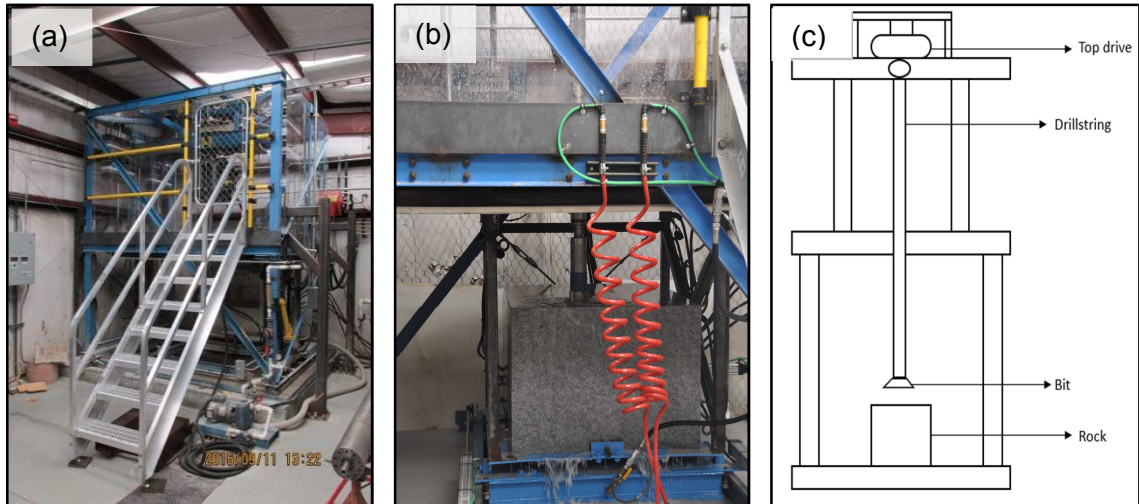 (a)
(b)
(c)
Top drive
Drillstring
Bit
Rock
2015/09/11 13:22